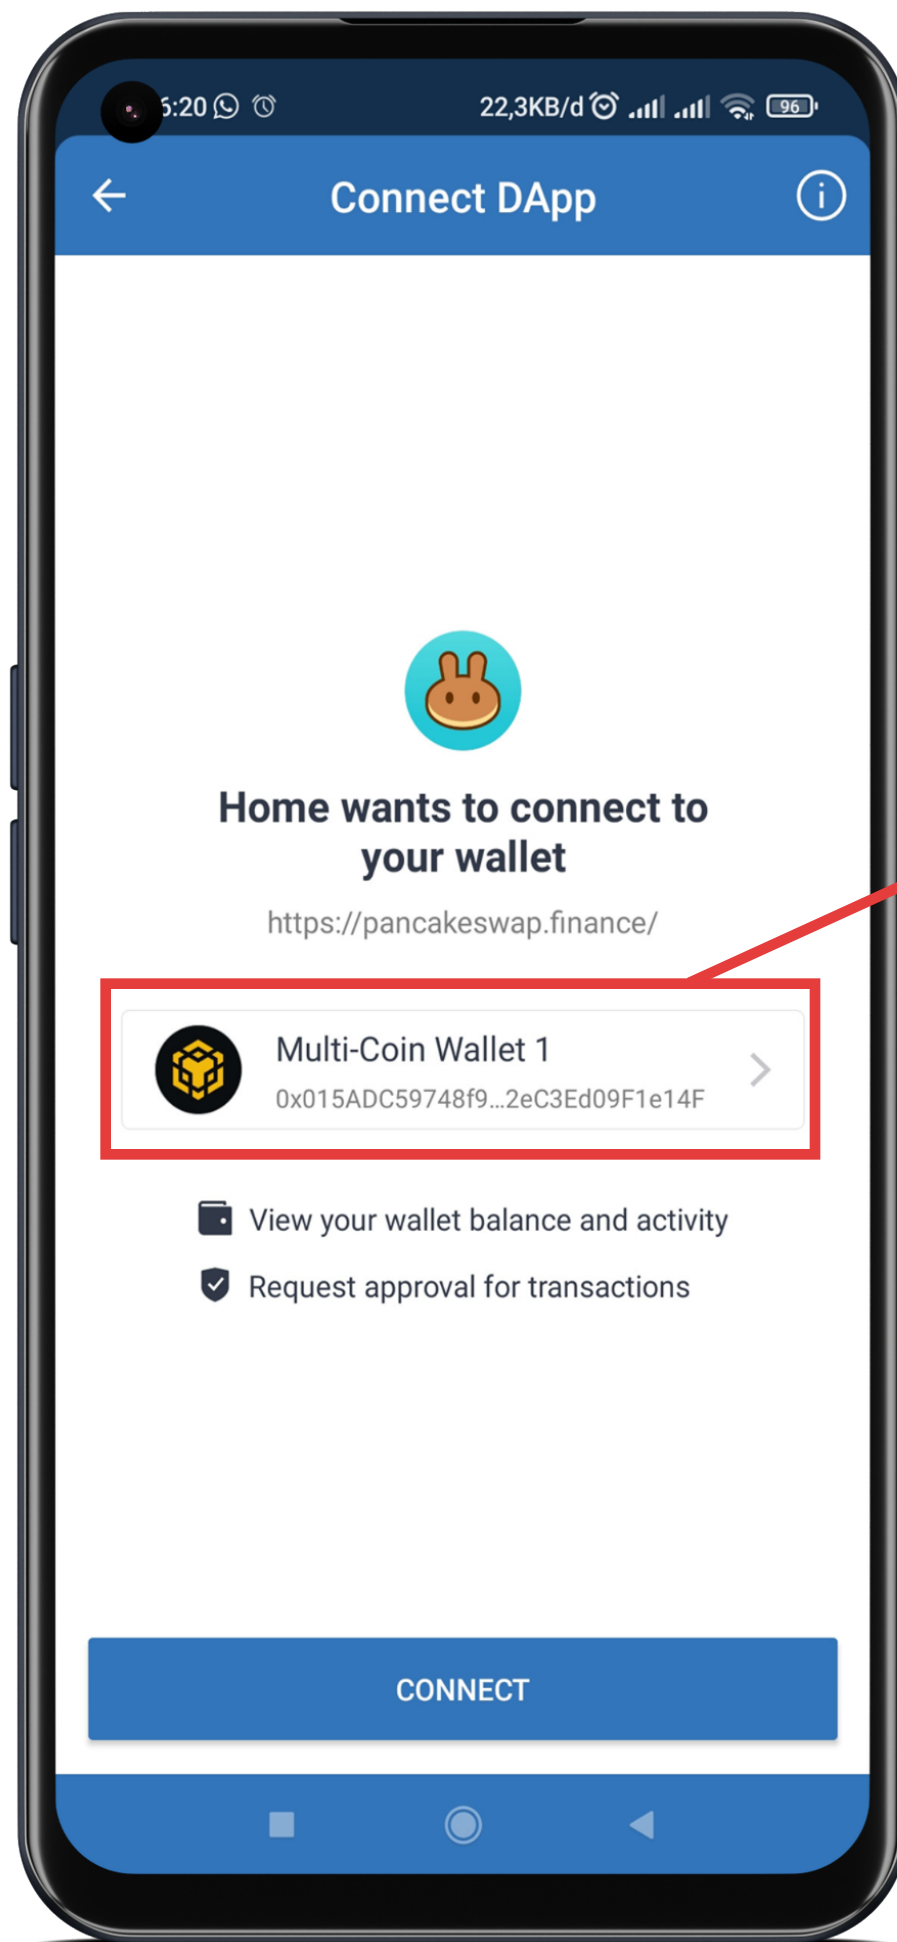 6:20
22,3KB/d
96
Connect DApp
Home wants to connect to
your wallet
https://pancakeswap.finance/
Multi-Coin Wallet 1
0x015ADC59748f9...2eC3Ed09F1e14F
View your wallet balance and activity
Request approval for transactions
CONNECT